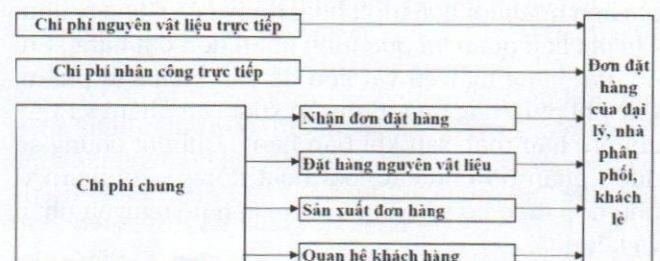 Chi phí nguyên vật liệu trực tiếp
Chi phí nhân công trực tiếp
Chi phí chung
Nhận đơn đặt hàng
Đặt hàng nguyên vật liệu
Sản xuất đơn hàng
Quan hệ khách hàng
Đơn đặt
hàng
của đại
lý, nhà
phân
phối,
khách
lẻ